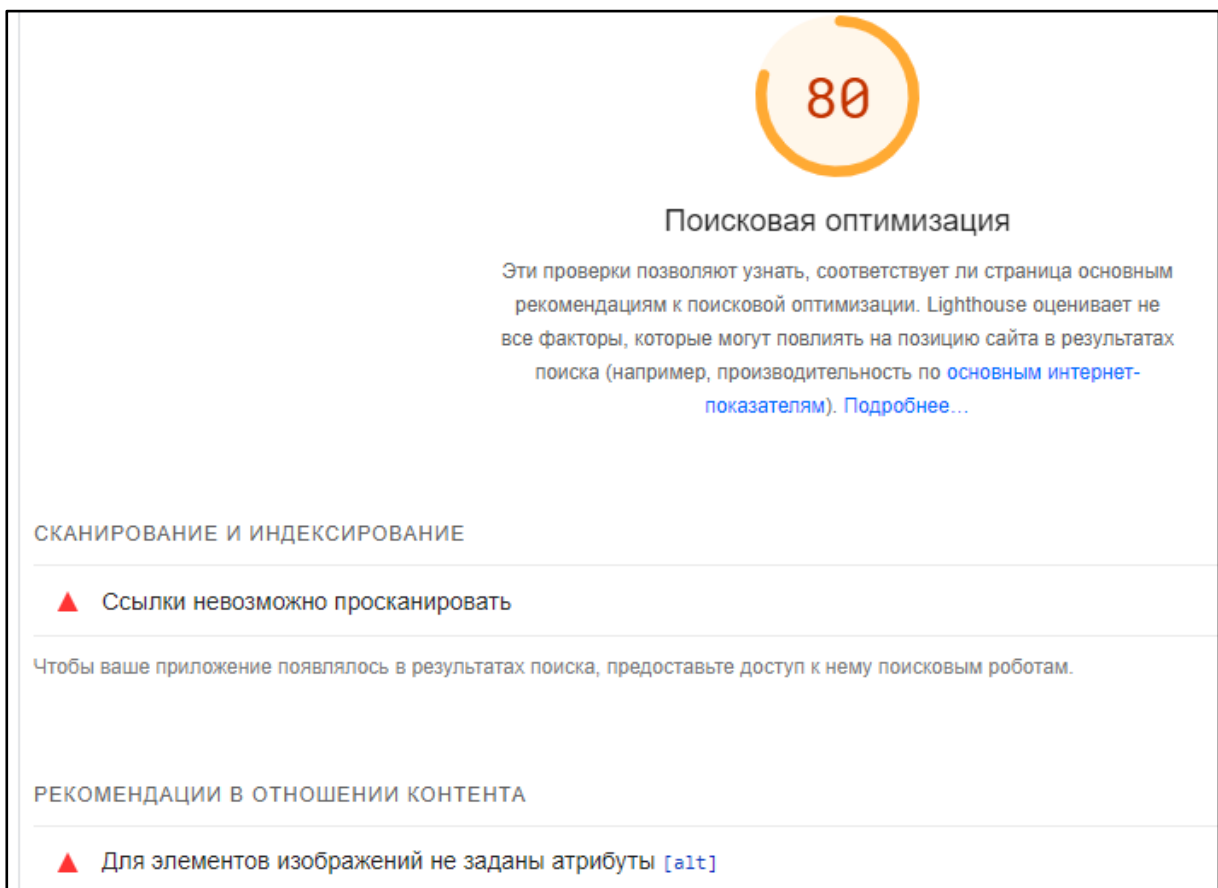 80
Поисковая оптимизация
Эти проверки позволяют узнать, соответствует ли страница основным
рекомендациям к поисковой оптимизации. Lighthouse оценивает не
все факторы, которые могут повлиять на позицию сайта в результатах
поиска (например, производительность по основным интернет-
показателям). Подробнее…
СКАНИРОВАНИЕ И ИНДЕКСИРОВАНИЕ
Ссылки невозможно просканировать
Чтобы ваше приложение появлялось в результатах поиска, предоставьте доступ к нему поисковым роботам.
РЕКОМЕНДАЦИИ В ОТНОШЕНИИ КОНТЕНТА
Для элементов изображений не заданы атрибуты [alt]